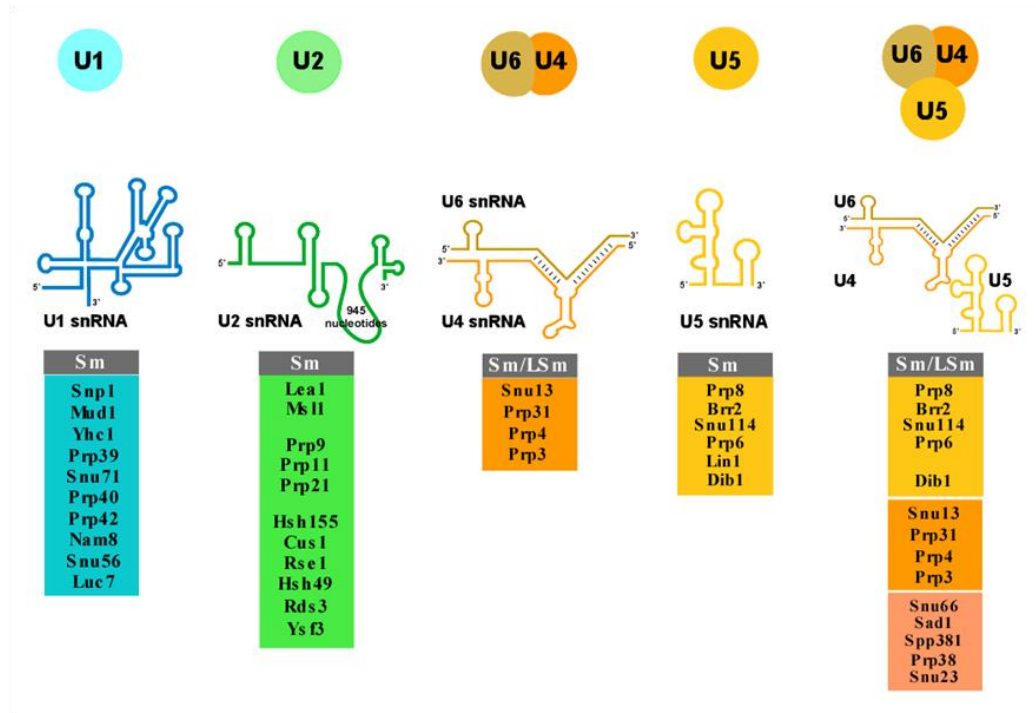 U1
U2
U6 U4
U5
U6 U4
U5
5'
3'
U1 snRNA
5'
3'
945
nucleotides
U2 snRNA
U6 snRNA
3'
5'
5'
3'
U4 snRNA
5'
3'
U5 snRNA
U6
3'
5'
5'
3'
U4
U5
5'
3'
Sm
Snp1
Mud1
Yhc1
Prp39
Snu71
Prp40
Prp42
Nam8
Snu56
Luc7
Sm
Lea1
Msl1
Prp9
Prp11
Prp21
Hsh155
Cus1
Rse1
Hsh49
Rds3
Ysf3
Sm/LSm
Snu13
Prp31
Prp4
Prp3
Sm
Prp8
Brr2
Snu114
Prp6
Lin1
Dib1
Sm/LSm
Prp8
Brr2
Snu114
Prp6
Dib1
Snu13
Prp31
Prp4
Prp3
Snu66
Sad1
Spp381
Prp38
Snu23